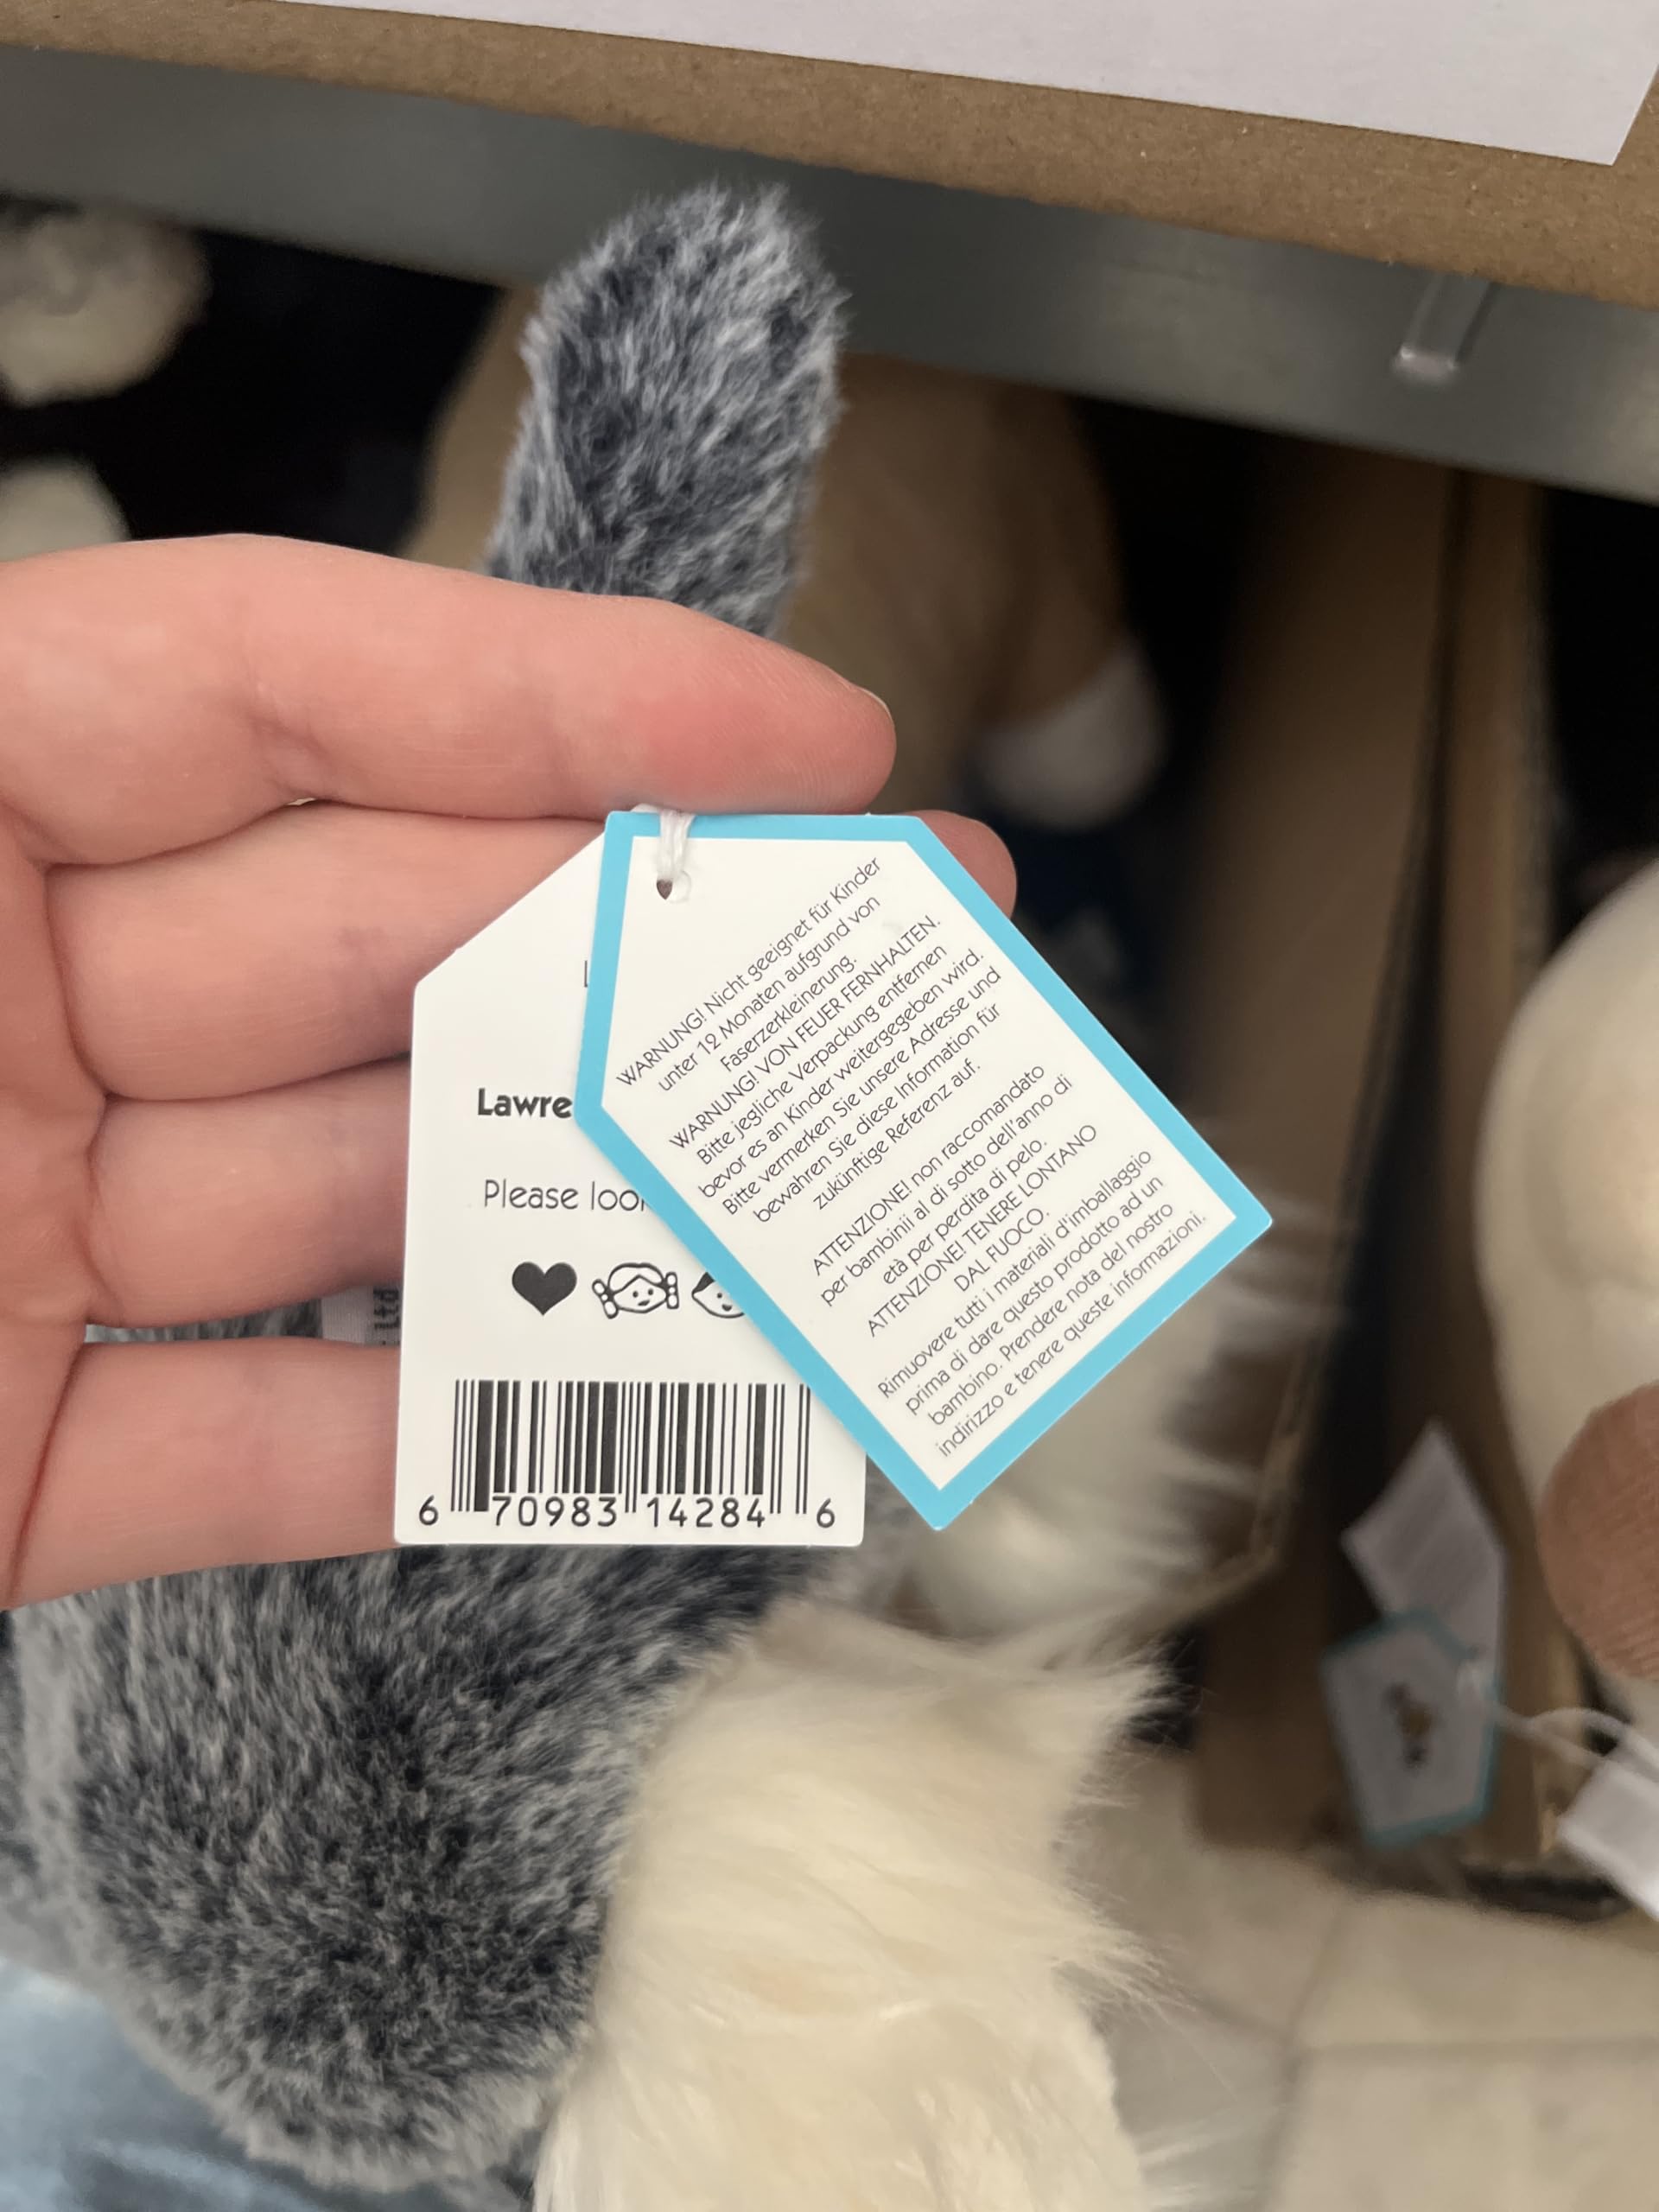 Lawre
Please loo
6 70983 14284 6
WARNUNG! Nicht geeignet für Kinder
unter 12 Monaten aufgrund von
Faserzerkleinerung.
WARNUNG! VON FEUER FERNHALTEN.
Bitte jegliche Verpackung entfernen
bevor es an Kinder weitergegeben wird.
Bitte vermerken Sie unsere Adresse und
bewahren Sie diese Information für
zukünftige Referenz auf.
ATTENZIONE! non raccomandato
per bambinii al di sotto dell'anno di
età per perdita di pelo.
ATTENZIONE! TENERE LONTANO
DAL FUOCO.
Rimuovere tutti i materiali d'imballaggio
prima di dare questo prodotto ad un
bambino. Prendere nota del nostro
indirizzo e tenere queste informazioni.
Ltd